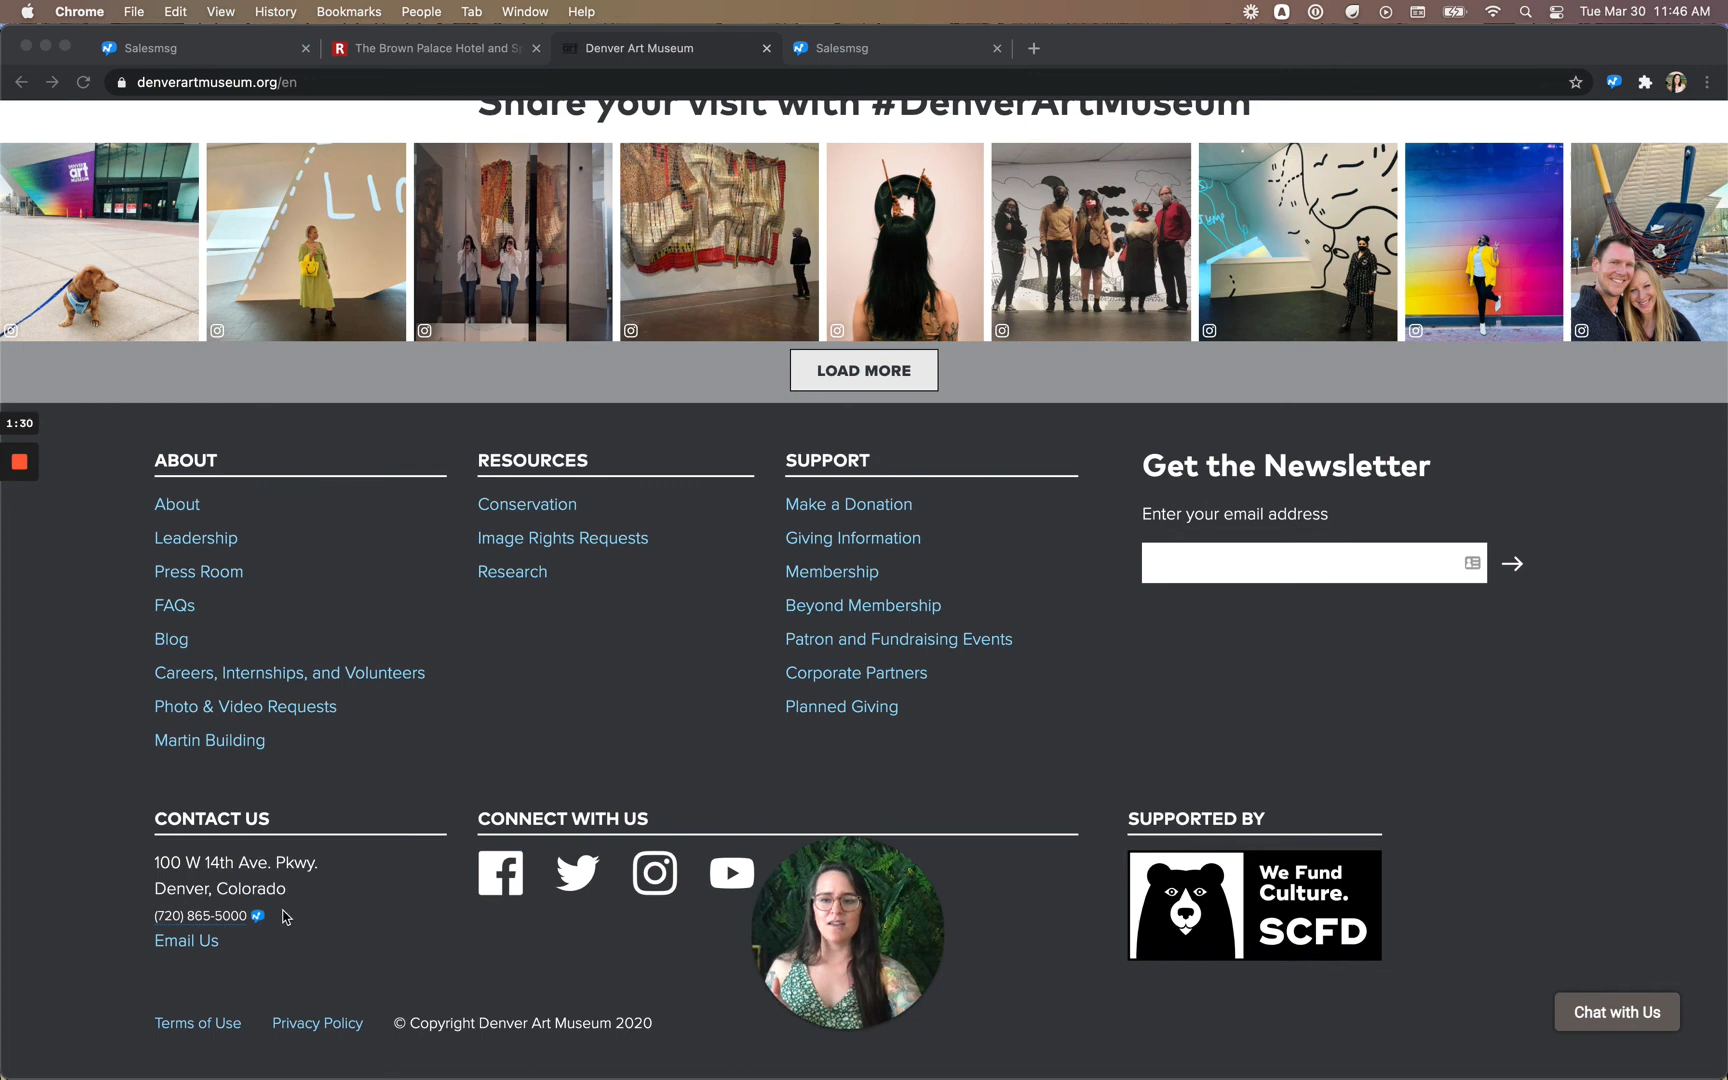 Chrome File Edit View History Bookmarks People Tab Window Help Tue Mar 30 11:46 AM
Salesmsg The Brown Palace Hotel and Sp Denver Art Museum Salesmsg
denverartmuseum.org/en
Share your visit with #DenverArtMuseum
LOAD MORE
1:30
ABOUT
About
Leadership
Press Room
FAQs
Blog
Careers, Internships, and Volunteers
Photo & Video Requests
Martin Building
RESOURCES
Conservation
Image Rights Requests
Research
SUPPORT
Make a Donation
Giving Information
Membership
Beyond Membership
Patron and Fundraising Events
Corporate Partners
Planned Giving
Get the Newsletter
Enter your email address
CONTACT US
100 W 14th Ave. Pkwy.
Denver, Colorado
(720) 865-5000
Email Us
CONNECT WITH US
SUPPORTED BY
We Fund
Culture.
SCFD
Terms of Use Privacy Policy © Copyright Denver Art Museum 2020
Chat with Us